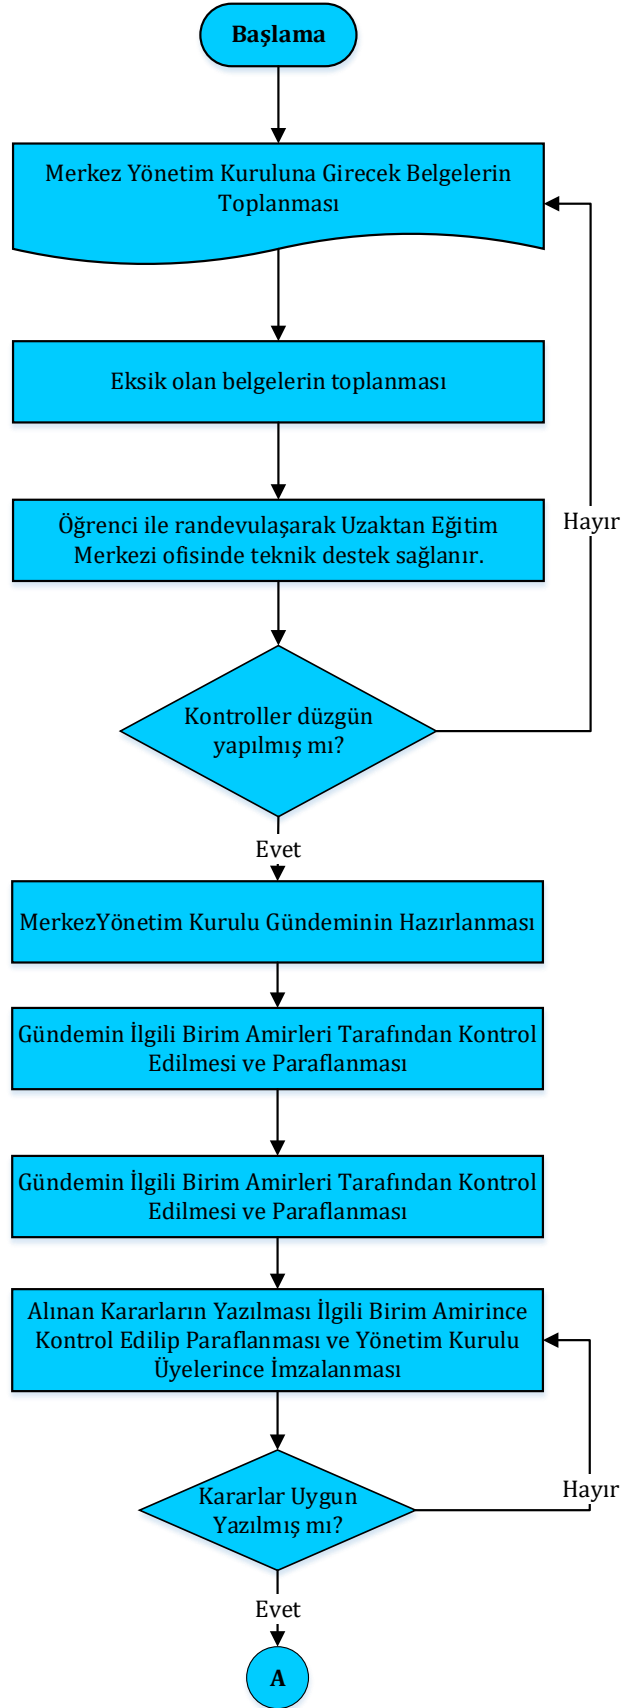 Başlama
Merkez Yönetim Kuruluna Girecek Belgelerin
Toplanması
Eksik olan belgelerin toplanması
Öğrenci ile randevulaşarak Uzaktan Eğitim
Merkezi ofisinde teknik destek sağlanır.
Hayır
Kontroller düzgün
yapılmış mı?
Evet
MerkezYönetim Kurulu Gündeminin Hazırlanması
Gündemin İlgili Birim Amirleri Tarafından Kontrol
Edilmesi ve Paraflanması
Gündemin İlgili Birim Amirleri Tarafından Kontrol
Edilmesi ve Paraflanması
Alınan Kararların Yazılması İlgili Birim Amirince
Kontrol Edilip Paraflanması ve Yönetim Kurulu
Üyelerince İmzalanması
Hayır
Kararlar Uygun
Yazılmış mı?
Evet
A